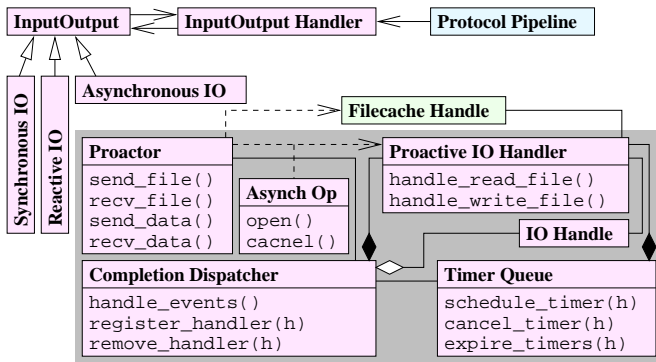 InputOutput
InputOutput Handler
Protocol Pipeline
Synchronous IO
Reactive IO
Asynchronous IO
Filecache Handle
Proactor
send_file()
recv_file()
send_data()
recv_data()
Asynch Op
open()
cacnel()
Proactive IO Handler
handle_read_file()
handle_write_file()
IO Handle
Completion Dispatcher
handle_events()
register_handler(h)
remove_handler(h)
Timer Queue
schedule_timer(h)
cancel_timer(h)
expire_timers(h)